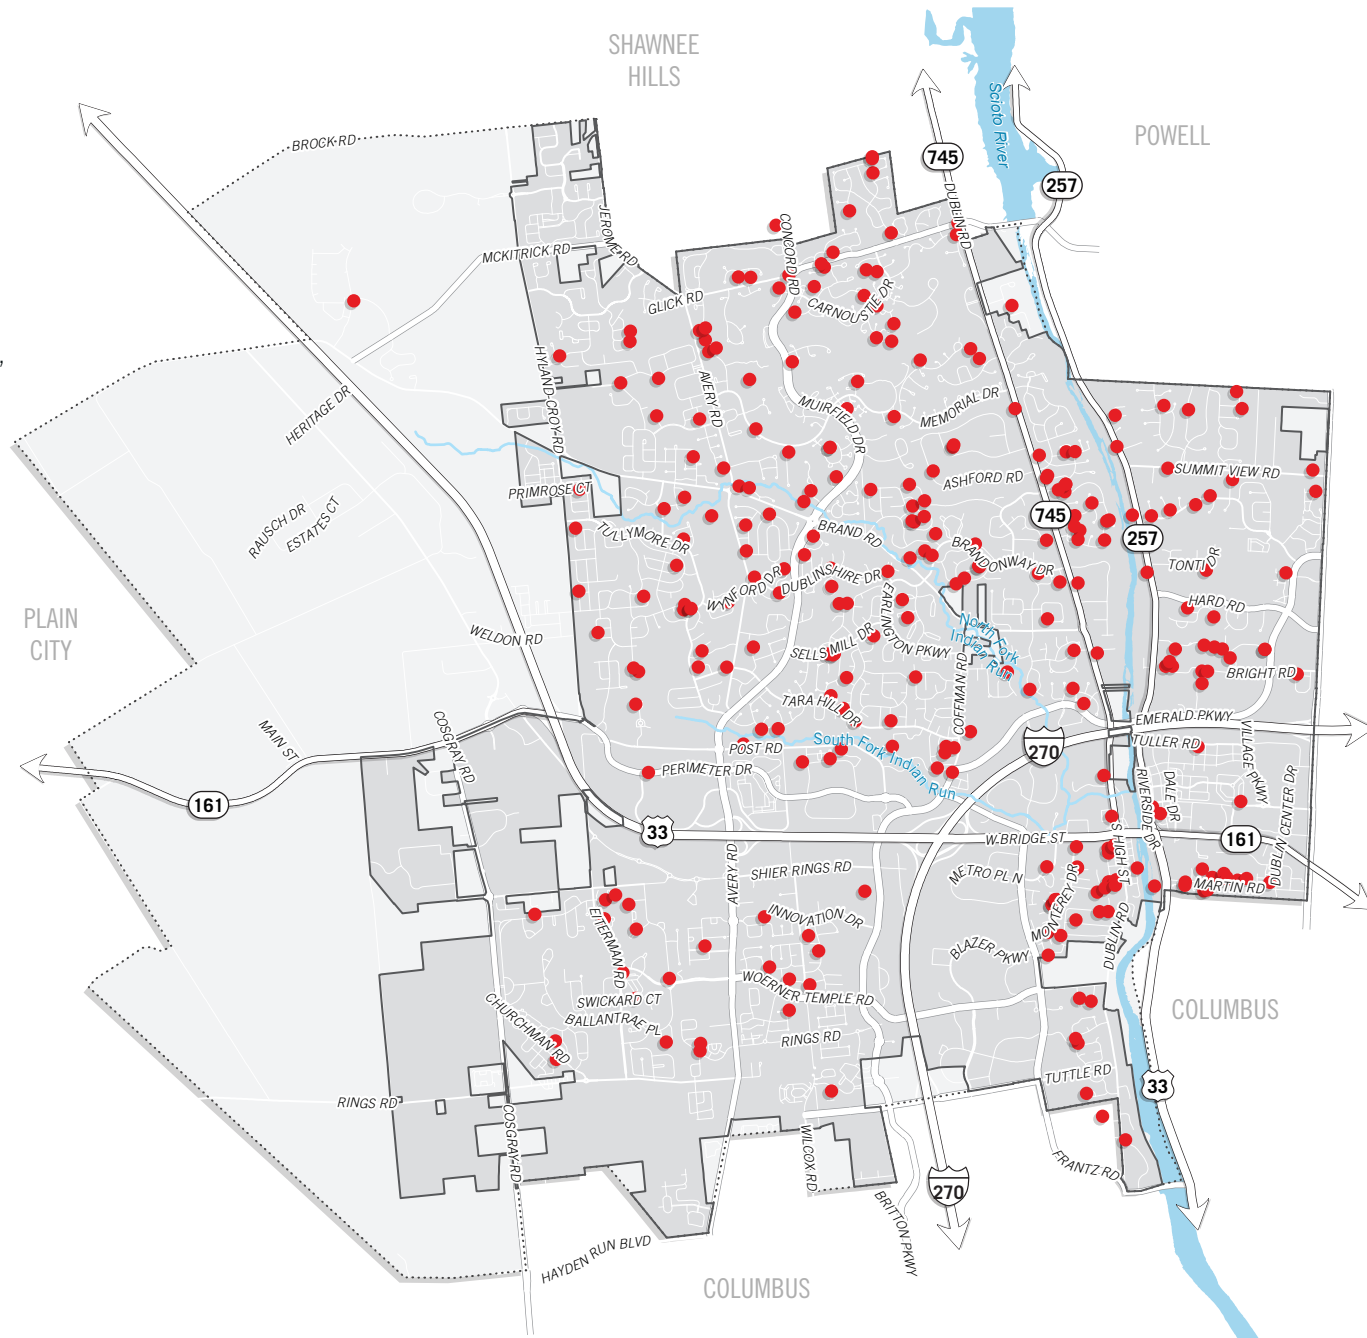 SHAWNEE
HILLS
POWELL
Scioto River
745
257
BROCK RD
DUBLIN RD
JEROME RD
CONCORD RD
MCKITRICK RD
GLICK RD
CARNOUSTIE DR
HYLAND-CROY RD
AVERY RD
HERITAGE DR
MUIRFIELD DR
MEMORIAL DR
SUMMIT VIEW RD
ASHFORD RD
PRIMROSE CT
RAUSCH DR
ESTATES CT
745
257
TULLYMORE DR
BRAND RD
BRANDONWAY DR
TONTI DR
WYNFORD DR
DUBLINSHIRE DR
EARLINGTON PKWY
HARD RD
PLAIN
CITY
WELDON RD
North Fork
Indian Run
SELLS MILL DR
COFFMAN RD
BRIGHT RD
TARA HILL DR
MAIN ST
COSGRAY RD
EMERALD PKWY
POST RD
South Fork Indian Run
270
TULLER RD
VILLAGE PKWY
PERIMETER DR
RIVERSIDE DR
DALE DR
DUBLIN CENTER DR
161
33
W BRIDGE ST
161
S HIGH ST
SHIER RINGS RD
AVERY RD
METRO PL N
MONTEREY DR
MARTIN RD
EITERMAN RD
INNOVATION DR
BLAZER PKWY
DUBLIN RD
WOERNER TEMPLE RD
SWICKARD CT
CHURCHMAN RD
BALLANTRAE PL
COLUMBUS
RINGS RD
TUTTLE RD
33
RINGS RD
COSGRAY RD
WILCOX RD
FRANTZ RD
270
BRITTON PKWY
HAYDEN RUN BLVD
COLUMBUS